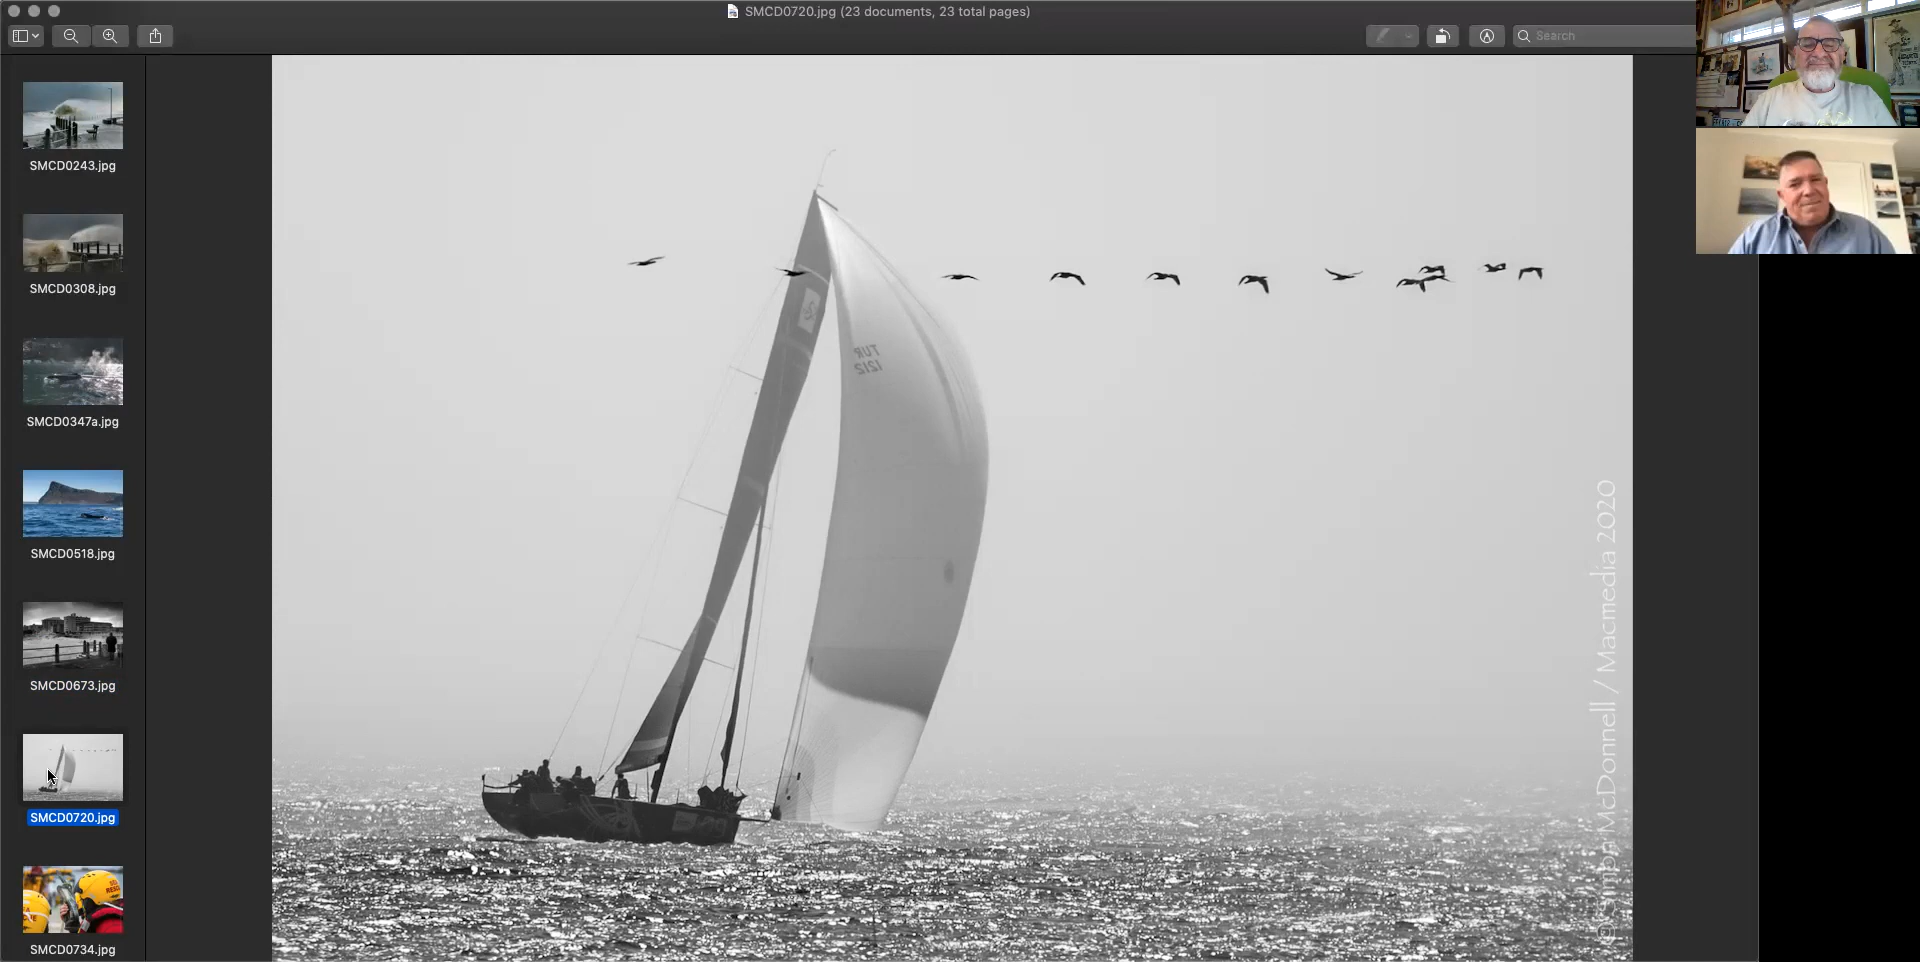 SMCD0720.jpg (23 documents, 23 total pages)
Search
SMCD0243.jpg
SMCD0308.jpg
SMCD0347a.jpg
SMCD0518.jpg
SMCD0673.jpg
SMCD0720.jpg
SMCD0734.jpg
TUR
1212
© Simon McDonnell / Macmedia 2020